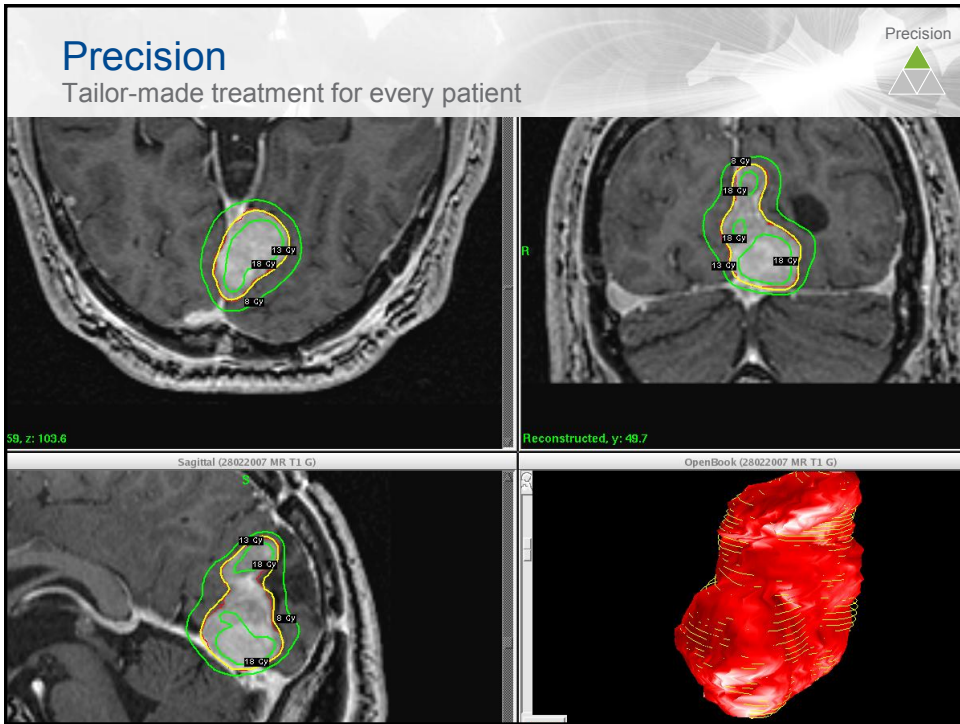 Precision
Tailor-made treatment for every patient
Precision
13 Gy
18 Gy
8 Gy
59, z: 103.6
8 Gy
18 Gy
18 Gy
13 Gy
18 Gy
R
Reconstructed, y: 49.7
Sagittal (28022007 MR T1 G)
S
13 Gy
18 Gy
8 Gy
18 Gy
OpenBook (28022007 MR T1 G)